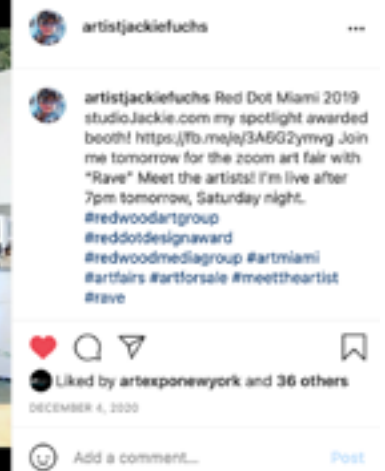 artistjackiefuchs
artistjackiefuchs Red Dot Miami 2019
studioJackie.com my spotlight awarded
booth! https://fb.me/e/3A6G2ymvg Join
me tomorrow for the zoom art fair with
"Rave" Meet the artists! I'm live after
7pm tomorrow, Saturday night.
#redwoodartgroup
#reddotdesignaward
#redwoodmediagroup #artmiami
#artfairs #artforsale #meettheartist
#rave
Liked by artexponewyork and 36 others
DECEMBER 4, 2020
Add a comment... Post